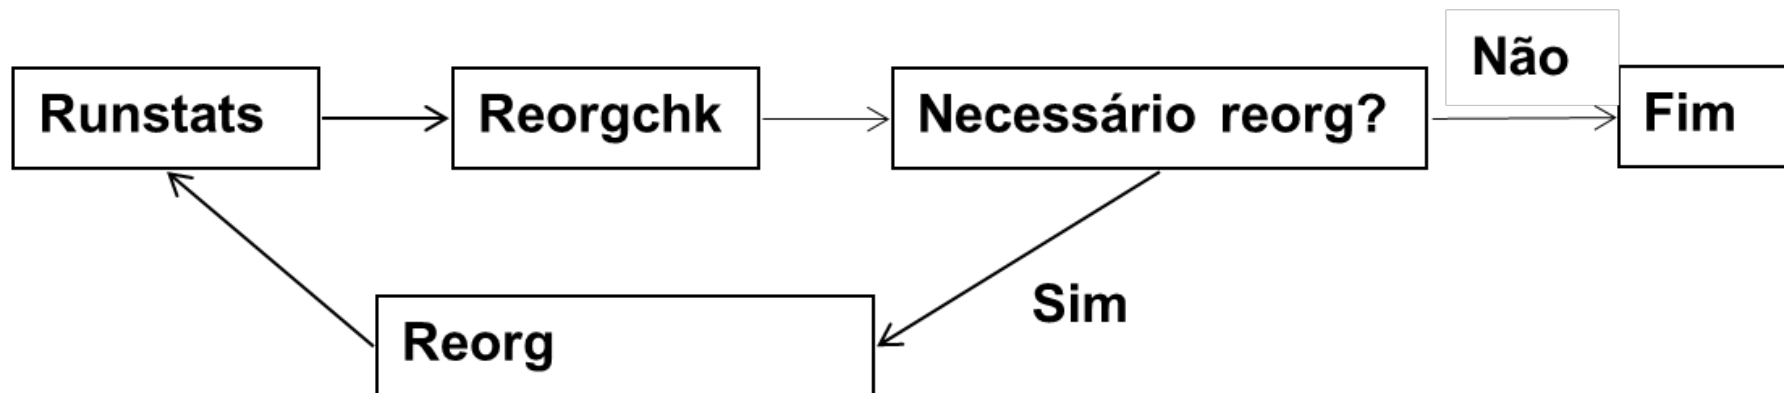 Não
Runstats
Reorgchk
Necessário reorg?
Fim
Sim
Reorg